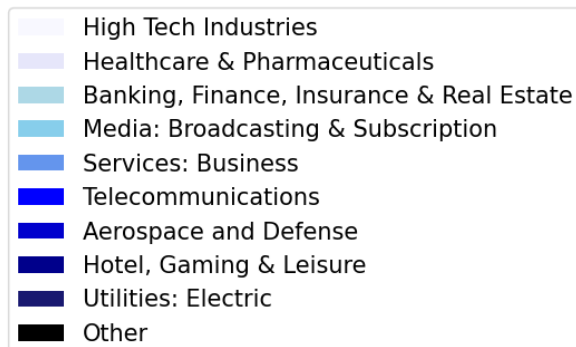 High Tech Industries
Healthcare & Pharmaceuticals
Banking, Finance, Insurance & Real Estate
Media: Broadcasting & Subscription
Services: Business
Telecommunications
Aerospace and Defense
Hotel, Gaming & Leisure
Utilities: Electric
Other